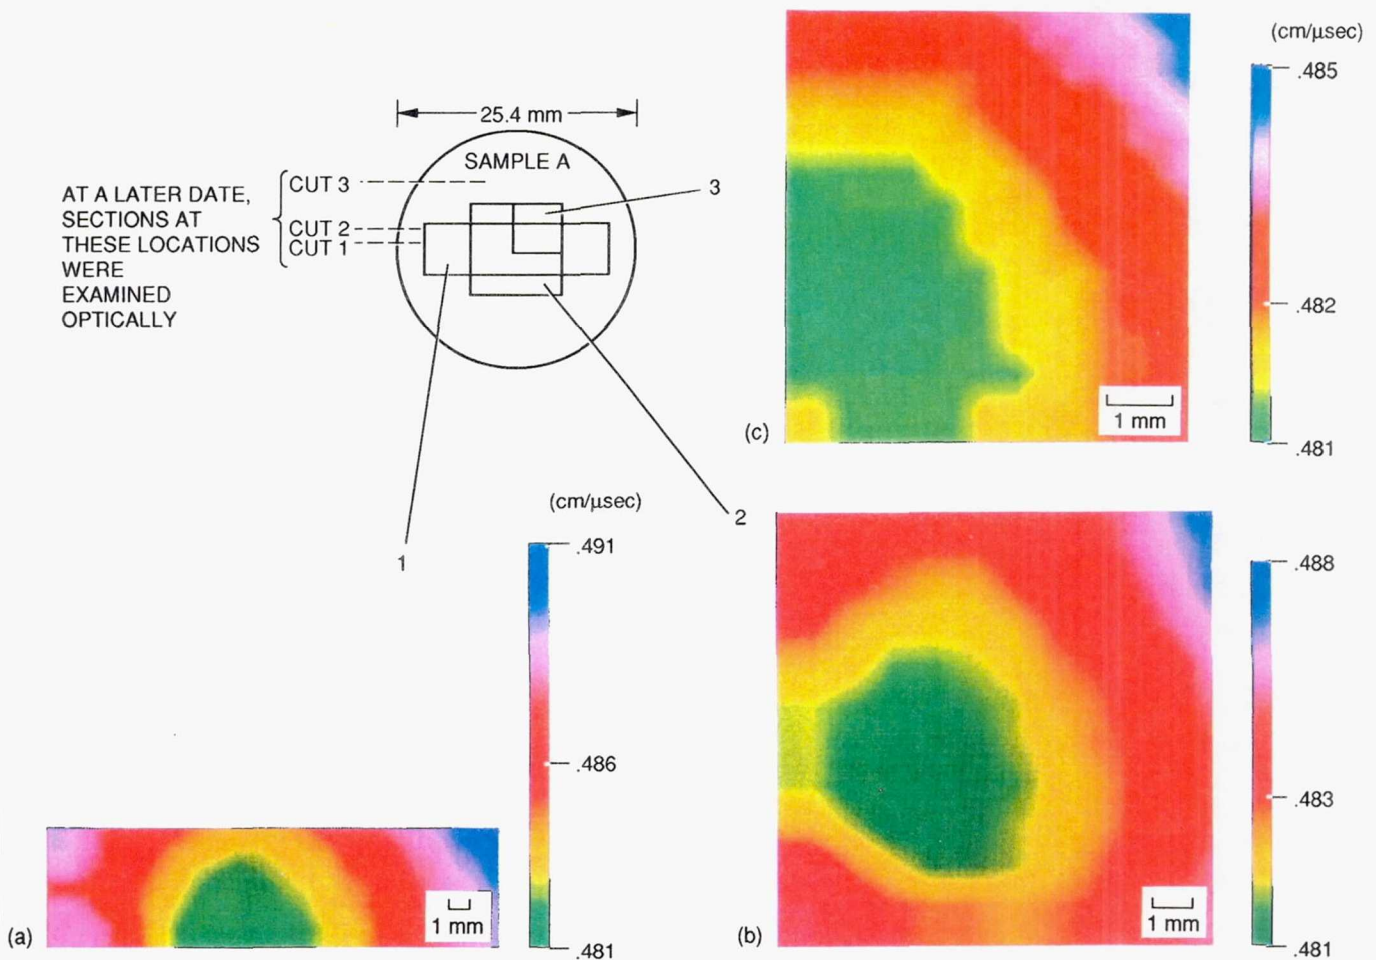 25.4 mm
SAMPLE A
AT A LATER DATE,
SECTIONS AT
THESE LOCATIONS
WERE
EXAMINED
OPTICALLY
CUT 3
CUT 2
CUT 1
3
1
2
(cm/μsec)
.485
.482
.481
1 mm
(c)
(cm/μsec)
.491
.486
.481
1 mm
(a)
.488
.483
.481
1 mm
(b)